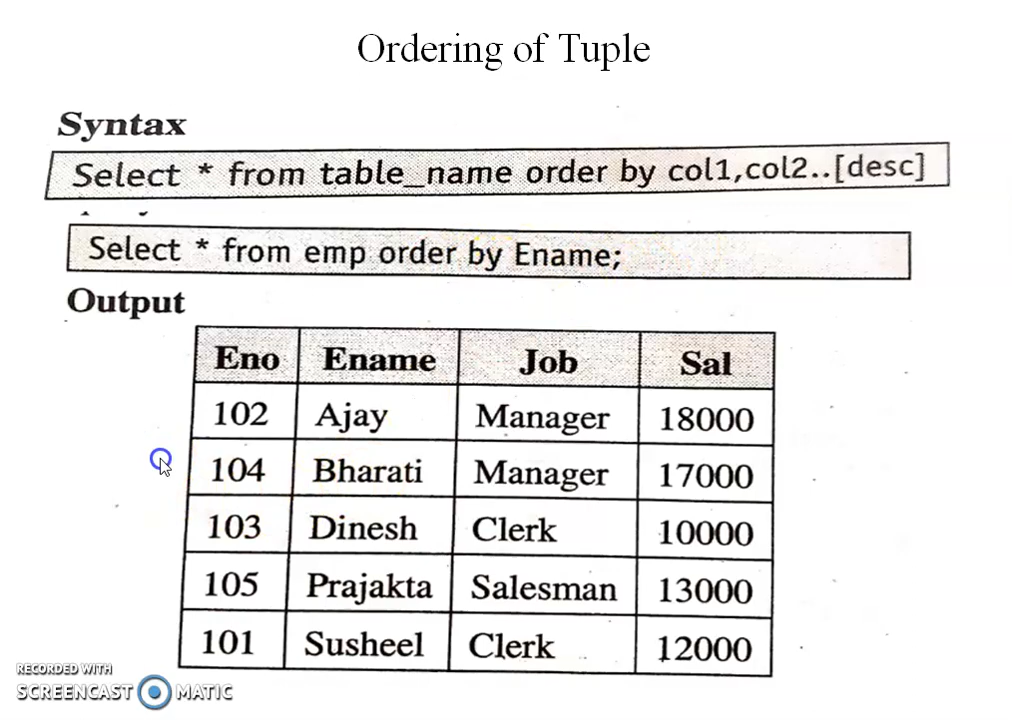 Ordering of Tuple
Syntax
Select * from table_name order by col1,col2..[desc]
Select * from emp order by Ename;
Output
Eno Ename Job Sal
102 Ajay Manager 18000
104 Bharati Manager 17000
103 Dinesh Clerk 10000
105 Prajakta Salesman 13000
101 Susheel Clerk 12000
RECORDED WITH
SCREENCAST MATIC